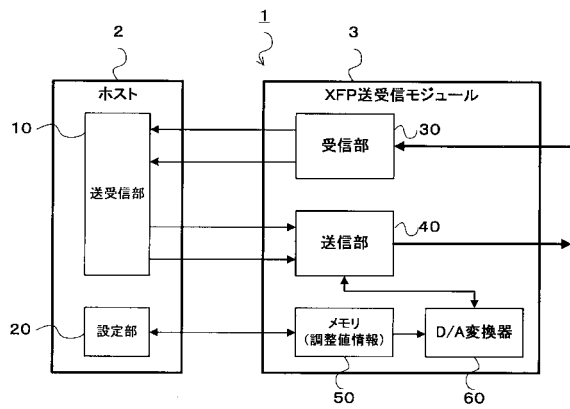 1
2
3
ホスト
XFP送受信モジュール
10
送受信部
30
受信部
40
送信部
20
設定部
メモリ
(調整値情報)
D/A変換器
50
60